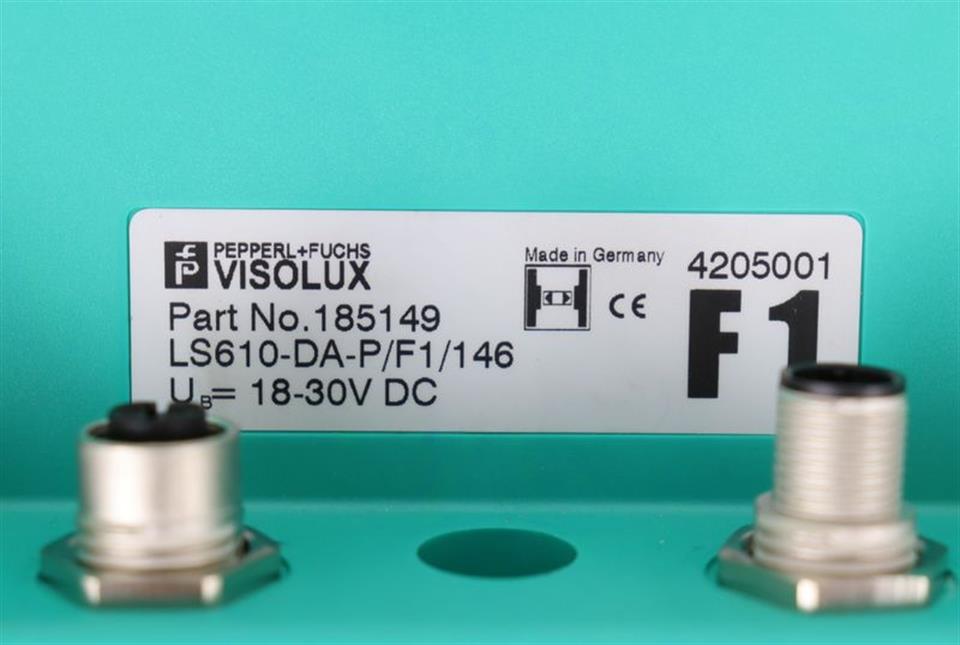 PEPPERL+FUCHS
VISOLUX
Part No.185149
LS610-DA-P/F1/146
UB= 18-30V DC
Made in Germany
CE
4205001
F1